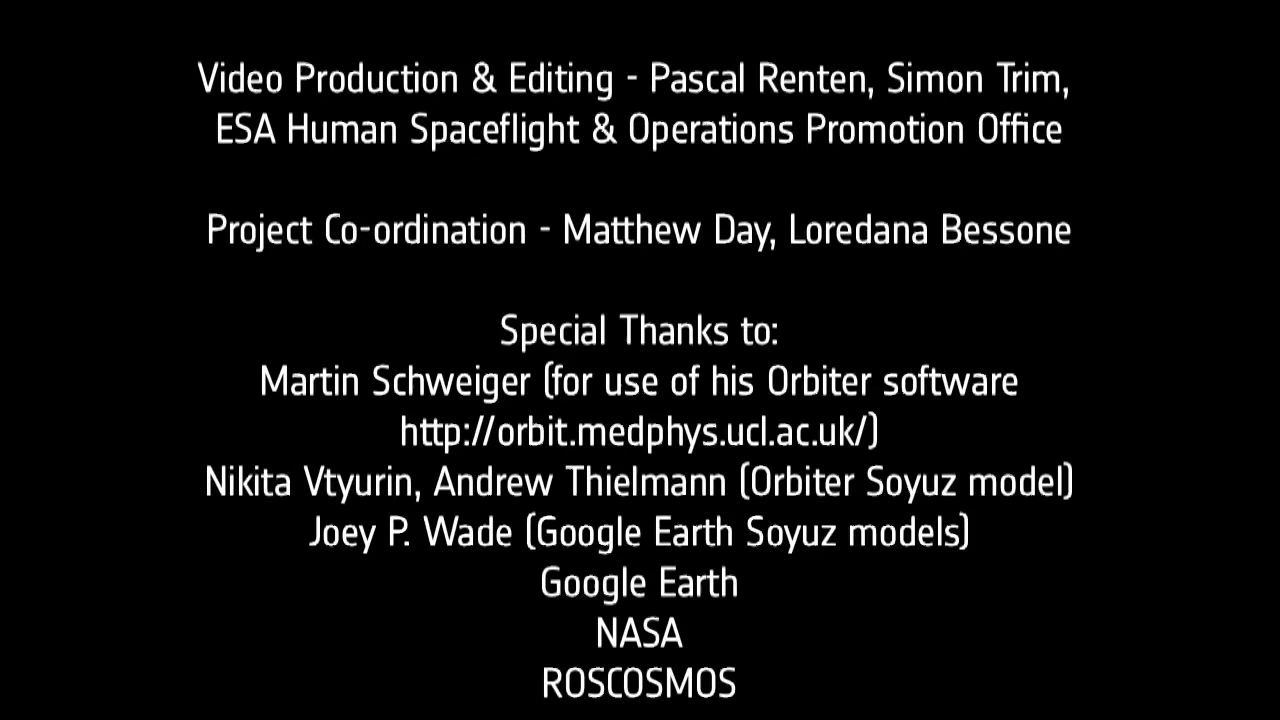 Video Production & Editing - Pascal Renten, Simon Trim,
ESA Human Spaceflight & Operations Promotion Office
Project Co-ordination - Matthew Day, Loredana Bessone
Special Thanks to:
Martin Schweiger (for use of his Orbiter software
http://orbit.medphys.ucl.ac.uk/)
Nikita Vtyurin, Andrew Thielmann (Orbiter Soyuz model)
Joey P. Wade (Google Earth Soyuz models)
Google Earth
NASA
ROSCOSMOS